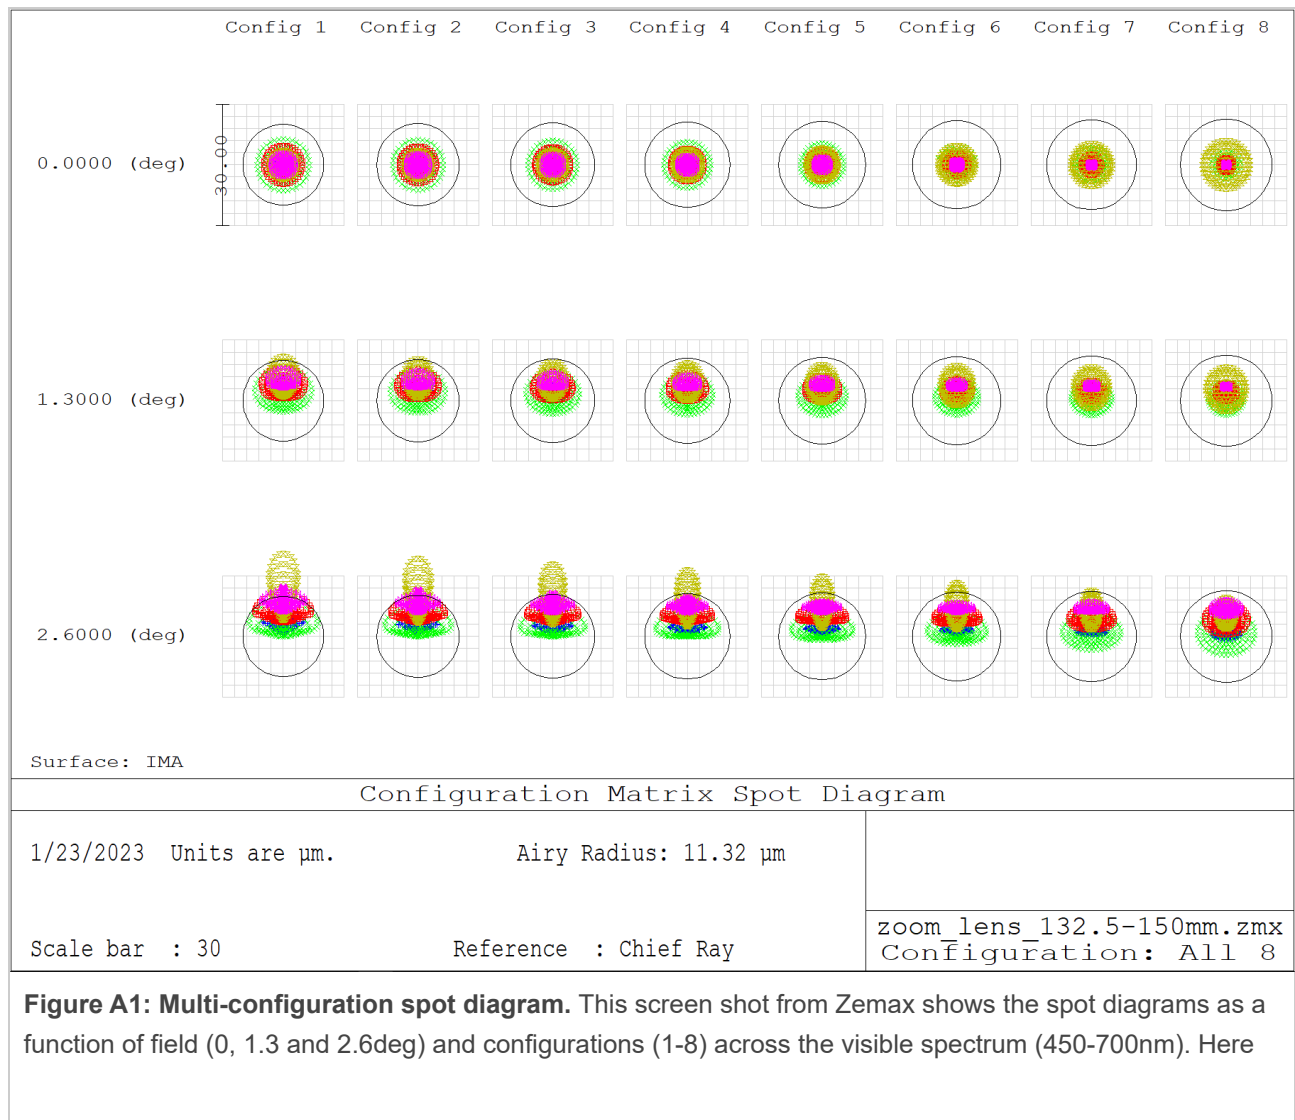 Config 1 Config 2 Config 3 Config 4 Config 5 Config 6 Config 7 Config 8
30.00
0.0000 (deg)
1.3000 (deg)
2.6000 (deg)
Surface: IMA
Configuration Matrix Spot Diagram
1/23/2023 Units are µm. Airy Radius: 11.32 µm
Scale bar : 30 Reference : Chief Ray
zoom_lens_132.5-150mm.zmx
Configuration: All 8
Figure A1: Multi-configuration spot diagram. This screen shot from Zemax shows the spot diagrams as a
function of field (0, 1.3 and 2.6deg) and configurations (1-8) across the visible spectrum (450-700nm). Here